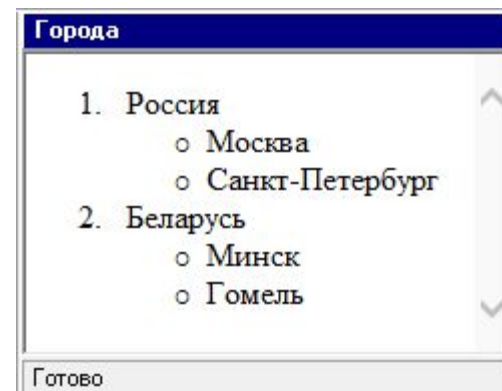 Города
1. Россия
○ Москва
○ Санкт-Петербург
2. Беларусь
○ Минск
○ Гомель
Готово